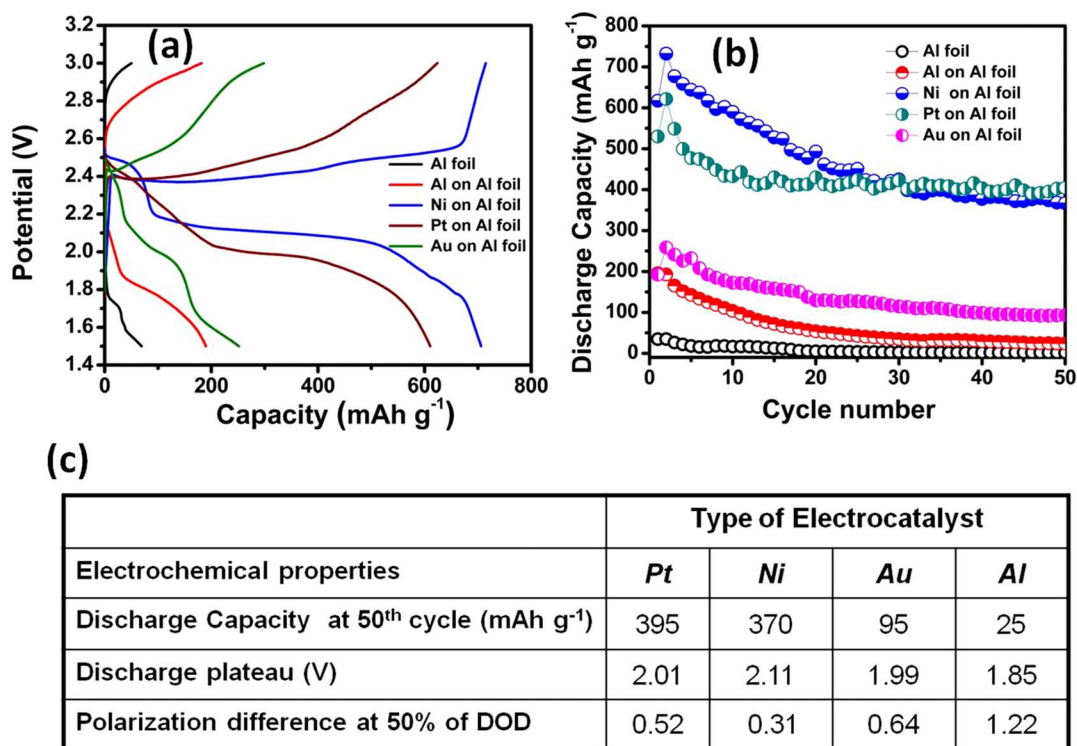 (a)
Potential (V)
3.2
3.0
2.8
2.6
2.4
2.2
2.0
1.8
1.6
1.4
Al foil
Al on Al foil
Ni on Al foil
Pt on Al foil
Au on Al foil
0 200 400 600 800
Capacity (mAh g-1)
(b)
Discharge Capacity (mAh g-1)
800
700
600
500
400
300
200
100
0
Al foil
Al on Al foil
Ni on Al foil
Pt on Al foil
Au on Al foil
0 10 20 30 40 50
Cycle number
(c)
Type of Electrocatalyst
Electrochemical properties Pt Ni Au Al
Discharge Capacity at 50th cycle (mAh g-1) 395 370 95 25
Discharge plateau (V) 2.01 2.11 1.99 1.85
Polarization difference at 50% of DOD 0.52 0.31 0.64 1.22